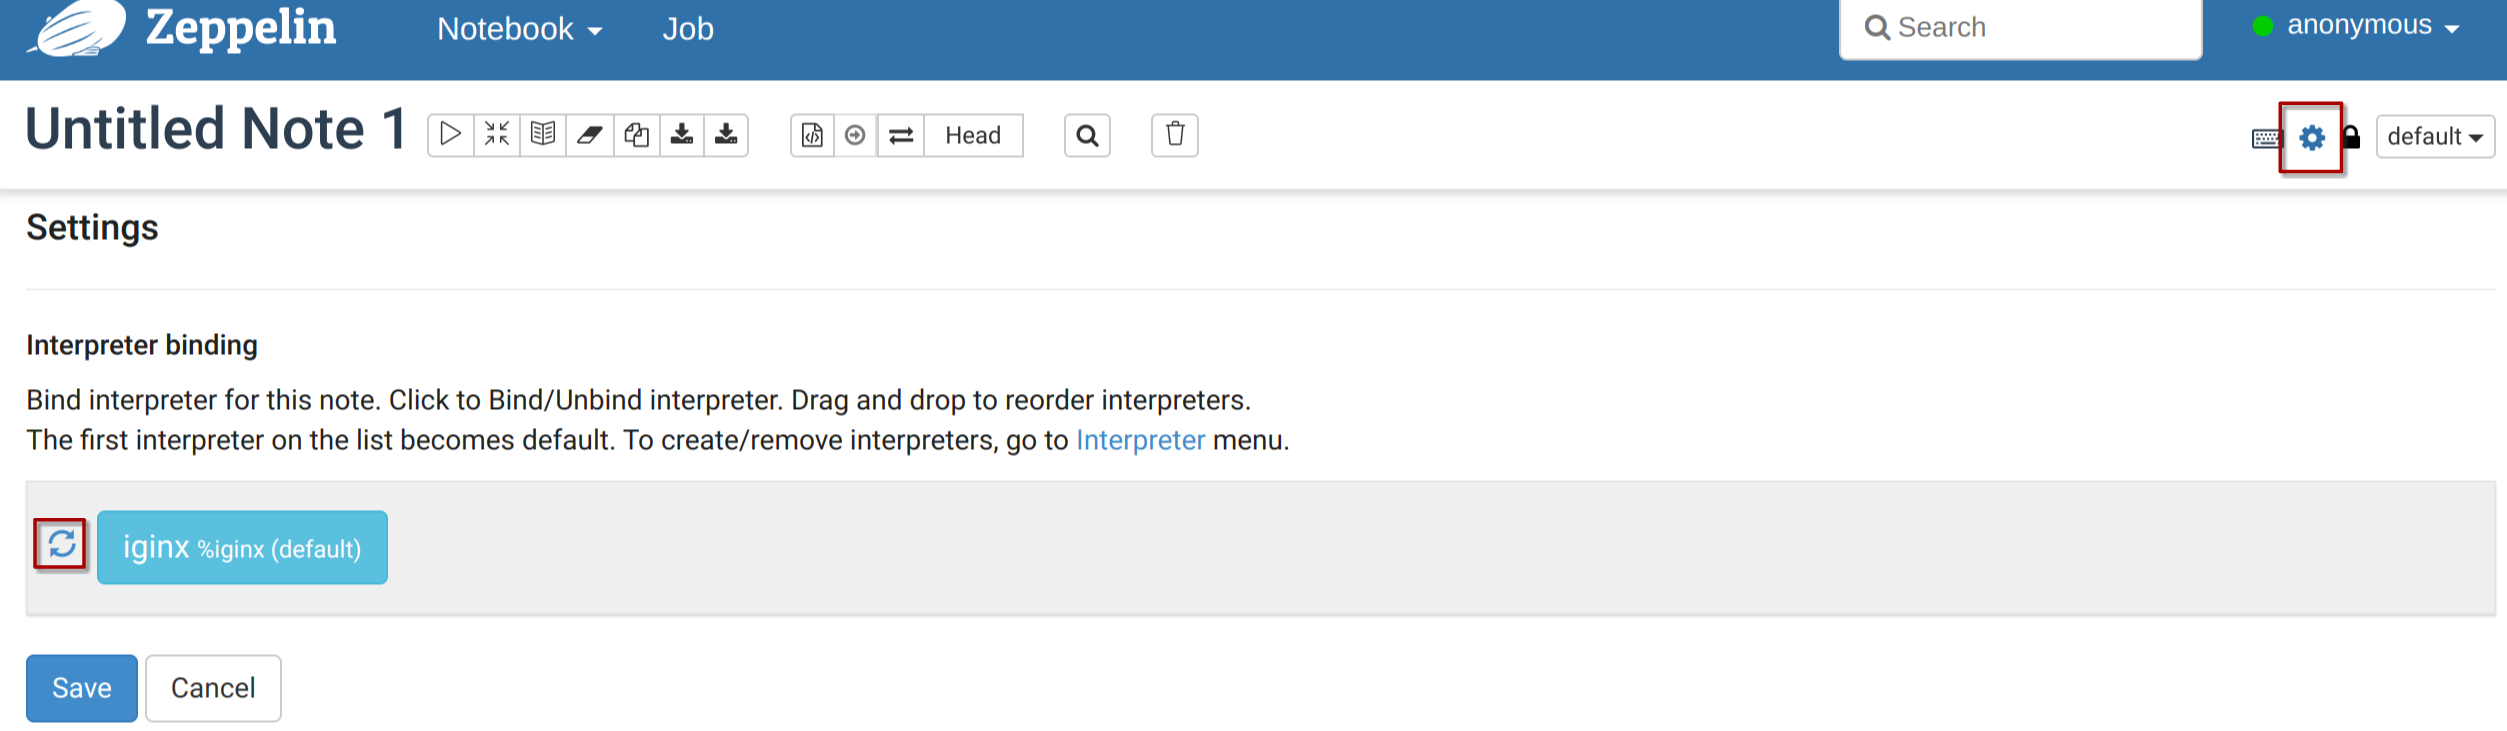 Zeppelin Notebook Job Search anonymous
Untitled Note 1 Head default
Settings
Interpreter binding
Bind interpreter for this note. Click to Bind/Unbind interpreter. Drag and drop to reorder interpreters.
The first interpreter on the list becomes default. To create/remove interpreters, go to Interpreter menu.
iginx %iginx (default)
Save Cancel